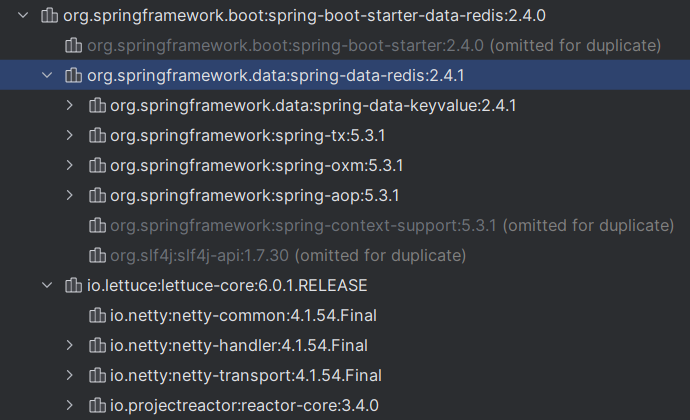 org.springframework.boot:spring-boot-starter-data-redis:2.4.0
org.springframework.boot:spring-boot-starter:2.4.0 (omitted for duplicate)
org.springframework.data:spring-data-redis:2.4.1
org.springframework.data:spring-data-keyvalue:2.4.1
org.springframework:spring-tx:5.3.1
org.springframework:spring-oxm:5.3.1
org.springframework:spring-aop:5.3.1
org.springframework:spring-context-support:5.3.1 (omitted for duplicate)
org.slf4j:slf4j-api:1.7.30 (omitted for duplicate)
io.lettuce:lettuce-core:6.0.1.RELEASE
io.netty:netty-common:4.1.54.Final
io.netty:netty-handler:4.1.54.Final
io.netty:netty-transport:4.1.54.Final
io.projectreactor:reactor-core:3.4.0